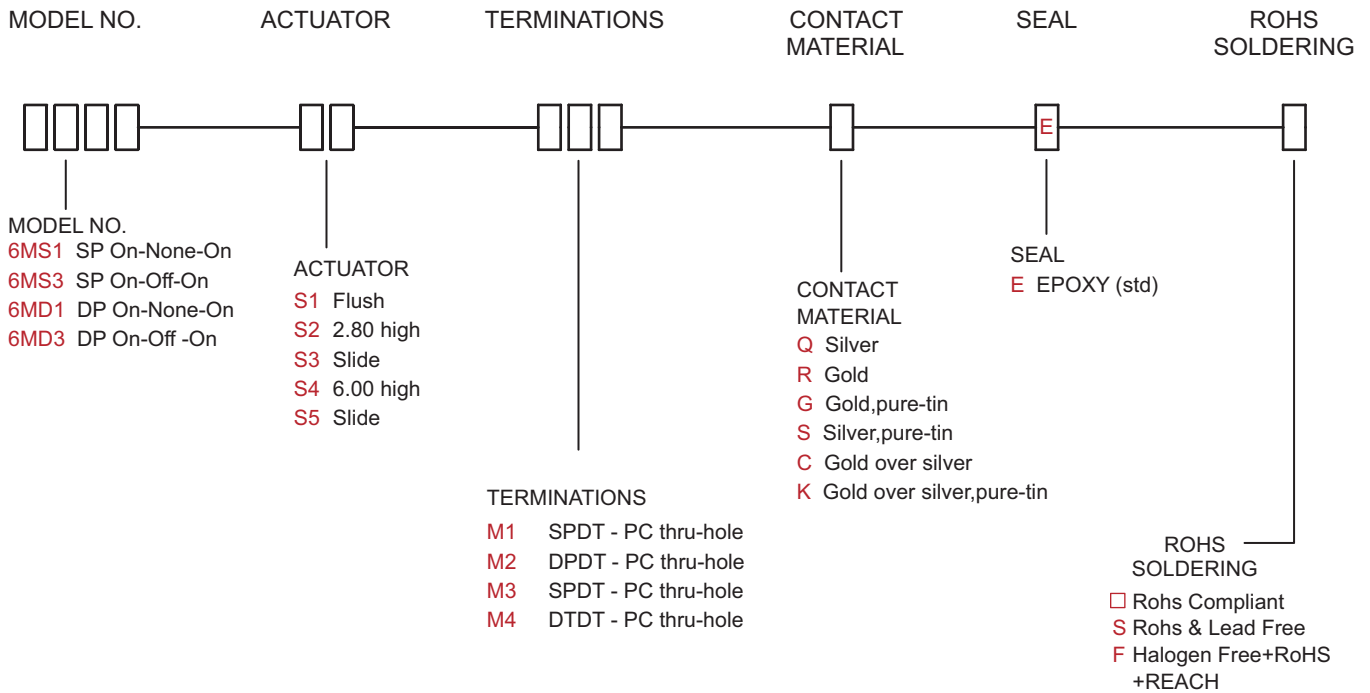 MODEL NO.
ACTUATOR
TERMINATIONS
CONTACT
MATERIAL
SEAL
ROHS
SOLDERING
E
MODEL NO.
6MS1 SP On-None-On
6MS3 SP On-Off-On
6MD1 DP On-None-On
6MD3 DP On-Off -On
ACTUATOR
S1 Flush
S2 2.80 high
S3 Slide
S4 6.00 high
S5 Slide
TERMINATIONS
M1 SPDT - PC thru-hole
M2 DPDT - PC thru-hole
M3 SPDT - PC thru-hole
M4 DTDT - PC thru-hole
CONTACT
MATERIAL
Q Silver
R Gold
G Gold,pure-tin
S Silver,pure-tin
C Gold over silver
K Gold over silver,pure-tin
SEAL
E EPOXY (std)
ROHS
SOLDERING
□ Rohs Compliant
S Rohs & Lead Free
F Halogen Free+RoHS
+REACH